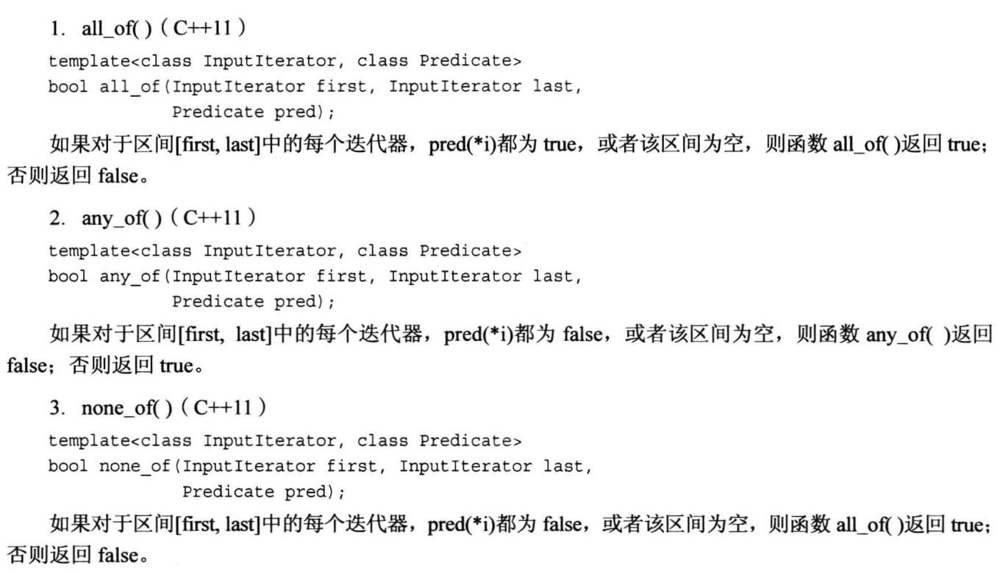 1. all_of( )（C++11）
template<class InputIterator, class Predicate>
bool all_of(InputIterator first, InputIterator last,
            Predicate pred);
如果对于区间[first, last]中的每个迭代器，pred(*i)都为 true，或者该区间为空，则函数 all_of( )返回 true；
否则返回 false。
2. any_of( )（C++11）
template<class InputIterator, class Predicate>
bool any_of(InputIterator first, InputIterator last,
            Predicate pred);
如果对于区间[first, last]中的每个迭代器，pred(*i)都为 false，或者该区间为空，则函数 any_of( )返回
false；否则返回 true。
3. none_of( )（C++11）
template<class InputIterator, class Predicate>
bool none_of(InputIterator first, InputIterator last,
             Predicate pred);
如果对于区间[first, last]中的每个迭代器，pred(*i)都为 false，或者该区间为空，则函数 all_of( )返回 true；
否则返回 false。